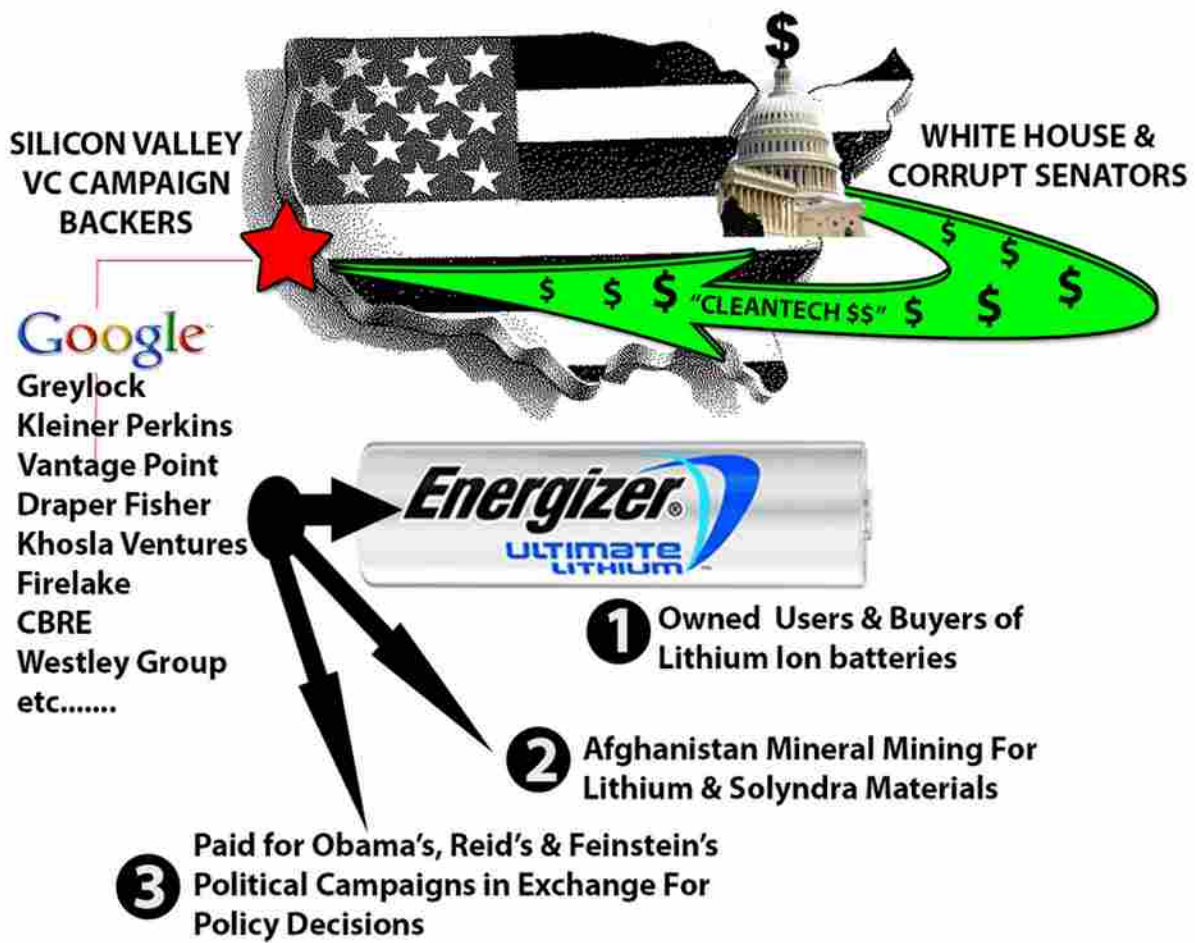 $
SILICON VALLEY
VC CAMPAIGN
BACKERS
WHITE HOUSE &
CORRUPT SENATORS
$ $ $ "CLEANTECH $$" $ $ $ $ $
Google
Greylock
Kleiner Perkins
Vantage Point
Draper Fisher
Khosla Ventures
Firelake
CBRE
Westley Group
etc.......
Energizer®
ULTIMATE
LITHIUM™
1 Owned Users & Buyers of
Lithium Ion batteries
2 Afghanistan Mineral Mining For
Lithium & Solyndra Materials
3 Paid for Obama's, Reid's & Feinstein's
Political Campaigns in Exchange For
Policy Decisions